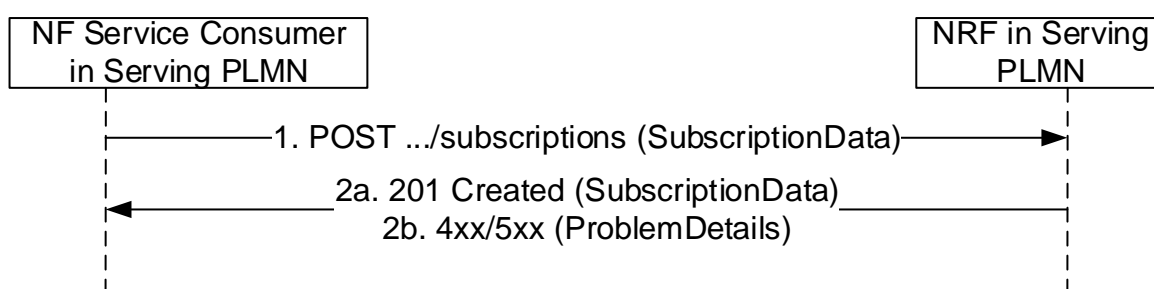 NF Service Consumer
in Serving PLMN
NRF in Serving
PLMN
1. POST .../subscriptions (SubscriptionData)
2a. 201 Created (SubscriptionData)
2b. 4xx/5xx (ProblemDetails)